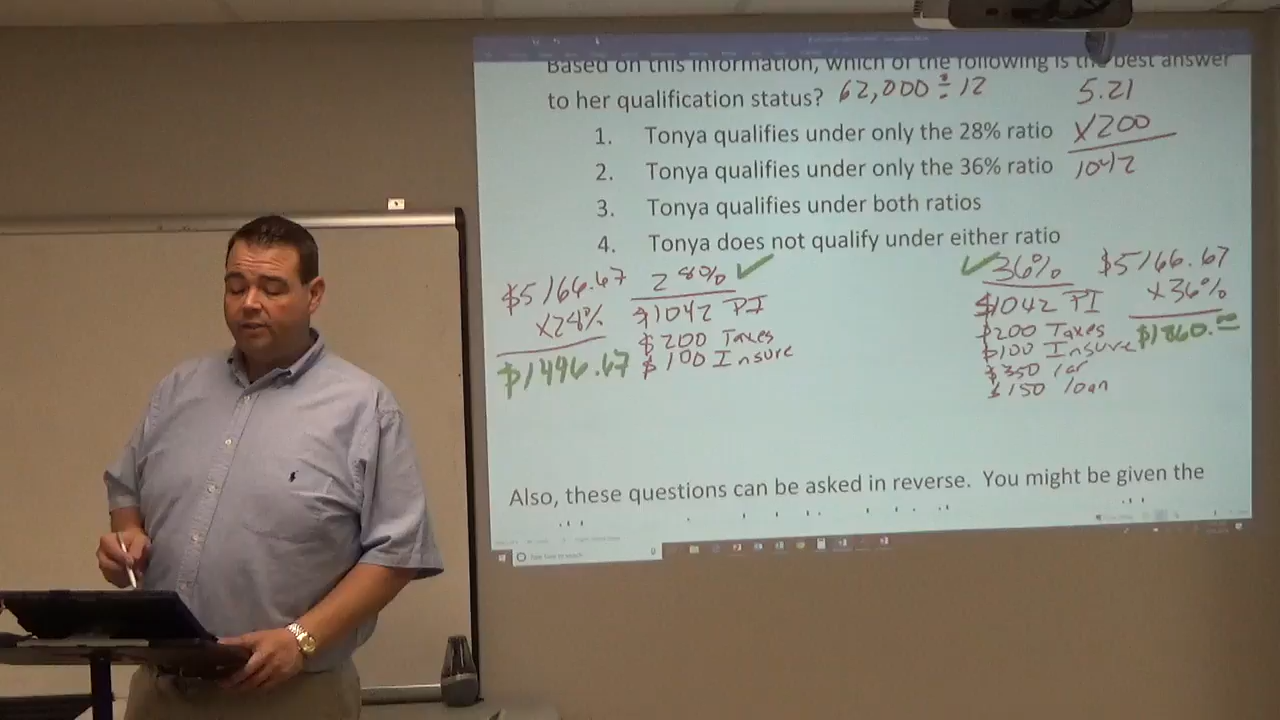 Based on this information, which of the following is the best answer
to her qualification status? 62,000 ÷ 12
5.21
x200
1042
1. Tonya qualifies under only the 28% ratio
2. Tonya qualifies under only the 36% ratio
3. Tonya qualifies under both ratios
4. Tonya does not qualify under either ratio
$5166.67
x28%
$1446.67
28% ✓
$1042 PI
$200 Taxes
$100 Insure
✓ 36%
$1042 PI
$200 Taxes
$100 Insure
$350 Car
$150 loan
$5166.67
x36%
$1860.00
Also, these questions can be asked in reverse. You might be given the